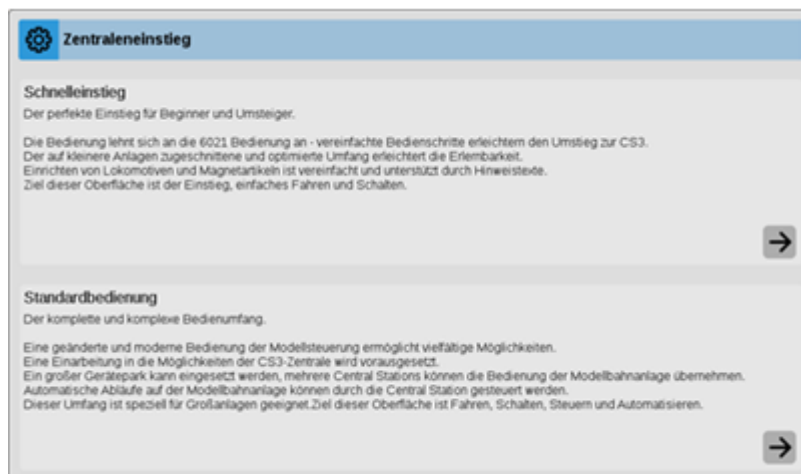 Zentraleneinstieg
Schnelleinstieg
Der perfekte Einstieg für Beginner und Umsteiger.
Die Bedienung lehnt sich an die 6021 Bedienung an - vereinfachte Bedienschritte erleichtern den Umstieg zur CS3.
Der auf kleinere Anlagen zugeschnittene und optimierte Umfang erleichtert die Erlernbarkeit.
Einrichten von Lokomotiven und Magnetartikeln ist vereinfacht und unterstützt durch Hinweistexte.
Ziel dieser Oberfläche ist der Einstieg, einfaches Fahren und Schalten.
Standardbedienung
Der komplette und komplexe Bedienumfang.
Eine geänderte und moderne Bedienung der Modellsteuerung ermöglicht vielfältige Möglichkeiten.
Eine Einarbeitung in die Möglichkeiten der CS3-Zentrale wird vorausgesetzt.
Ein großer Gerätepark kann eingesetzt werden, mehrere Central Stations können die Bedienung der Modellbahnanlage übernehmen.
Automatische Abläufe auf der Modellbahnanlage können durch die Central Station gesteuert werden.
Dieser Umfang ist speziell für Großanlagen geeignet.Ziel dieser Oberfläche ist Fahren, Schalten, Steuern und Automatisieren.